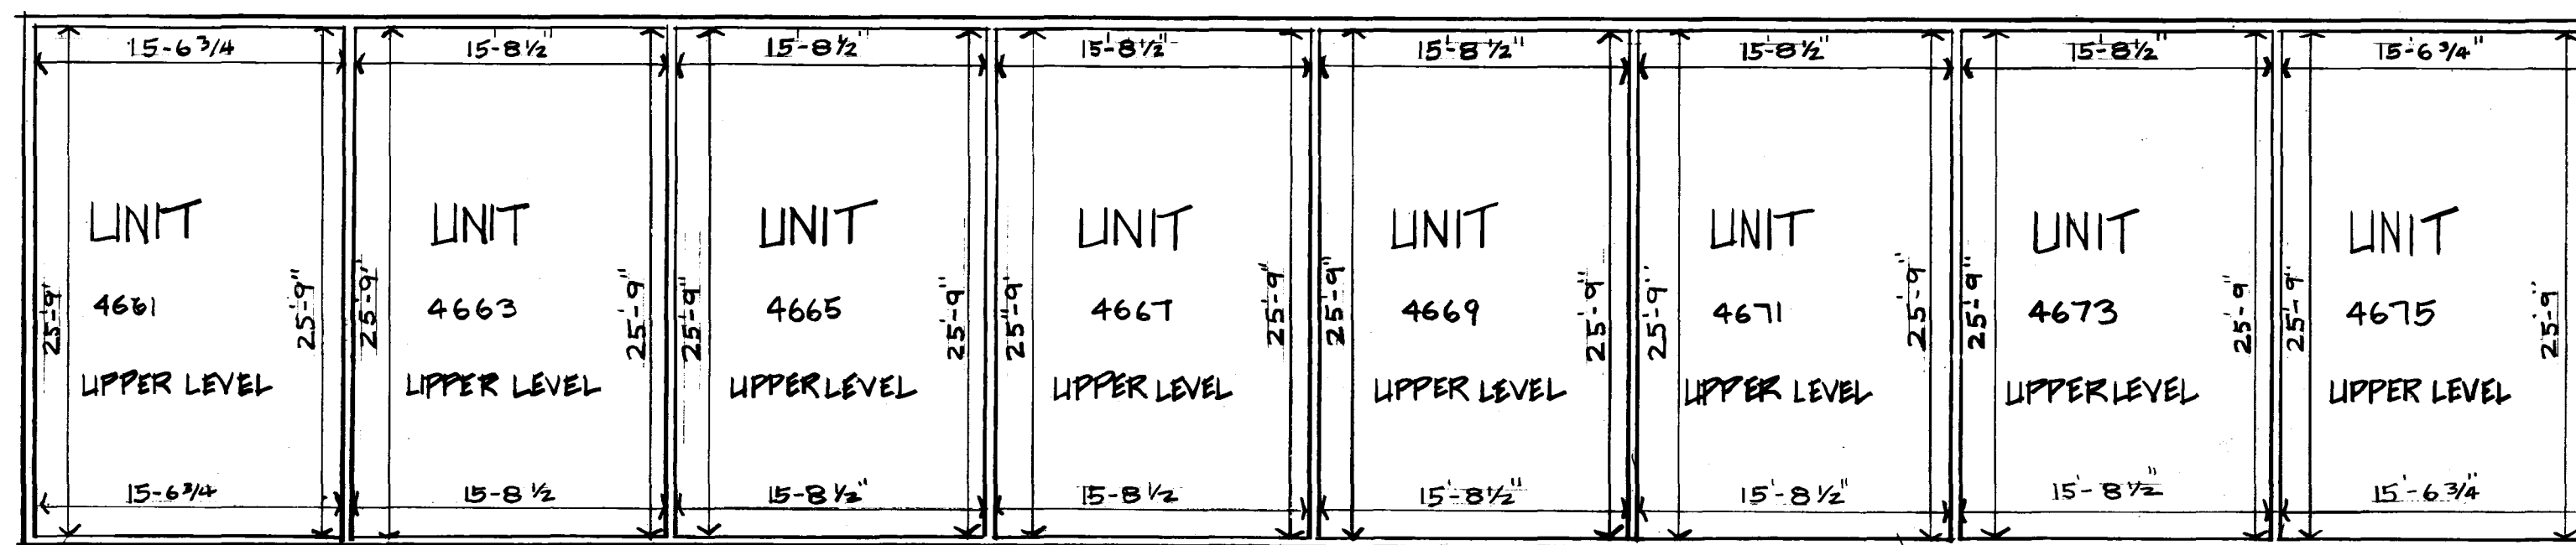 15-6 3/4 15'-8 1/2" 15'-8 1/2" 15'-8 1/2" 15'-8 1/2" 15'-8 1/2" 15'-8 1/2" 15'-6 3/4"
UNIT UNIT UNIT UNIT UNIT UNIT UNIT UNIT
25'-9" 25'-9" 25'-9" 25'-9" 25'-9" 25'-9" 25'-9" 25'-9" 25'-9" 25'-9" 25'-9" 25'-9" 25'-9" 25'-9" 25'-9" 25'-9"
4661 4663 4665 4667 4669 4671 4673 4675
UPPER LEVEL UPPER LEVEL UPPER LEVEL UPPER LEVEL UPPER LEVEL UPPER LEVEL UPPER LEVEL UPPER LEVEL
15-6 3/4 15-8 1/2 15-8 1/2" 15-8 1/2 15'-8 1/2" 15'-8 1/2" 15'-8 1/2" 15'-6 3/4"